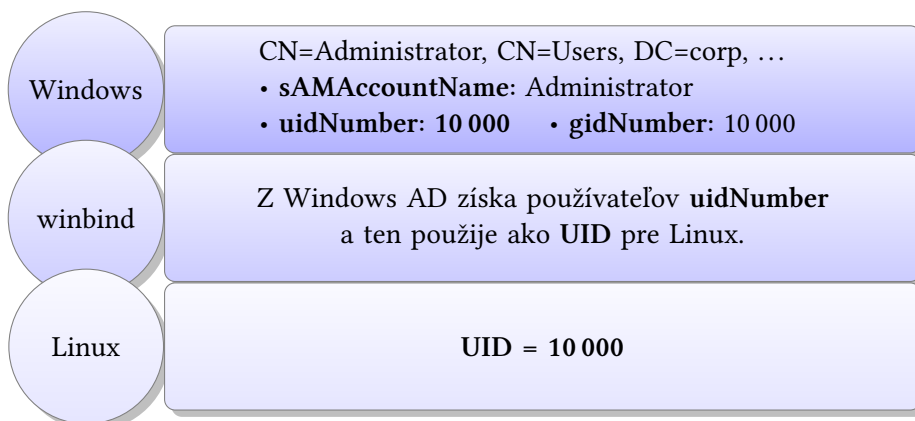 Windows
CN=Administrator, CN=Users, DC=corp, …
• sAMAccountName: Administrator
• uidNumber: 10 000 • gidNumber: 10 000
winbind
Z Windows AD získa používateľov uidNumber
a ten použije ako UID pre Linux.
Linux
UID = 10 000